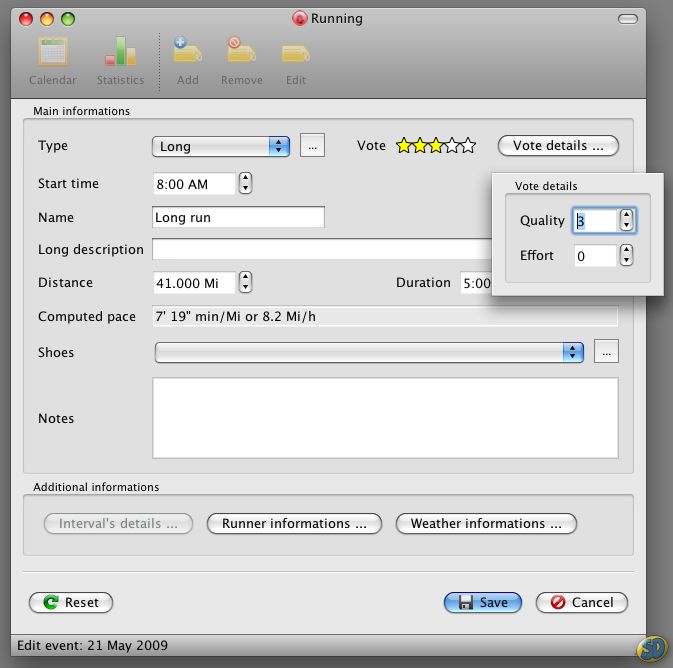 Running
Calendar Statistics Add Remove Edit
Main informations
Type Long ... Vote Vote details ...
Vote details
Start time 8:00 AM
Quality 3
Name Long run
Long description
Effort 0
Distance 41.000 Mi Duration 5:00
Computed pace 7' 19" min/Mi or 8.2 Mi/h
Shoes ...
Notes
Additional informations
Interval's details ... Runner informations ... Weather informations ...
Reset Save Cancel
Edit event: 21 May 2009
SD